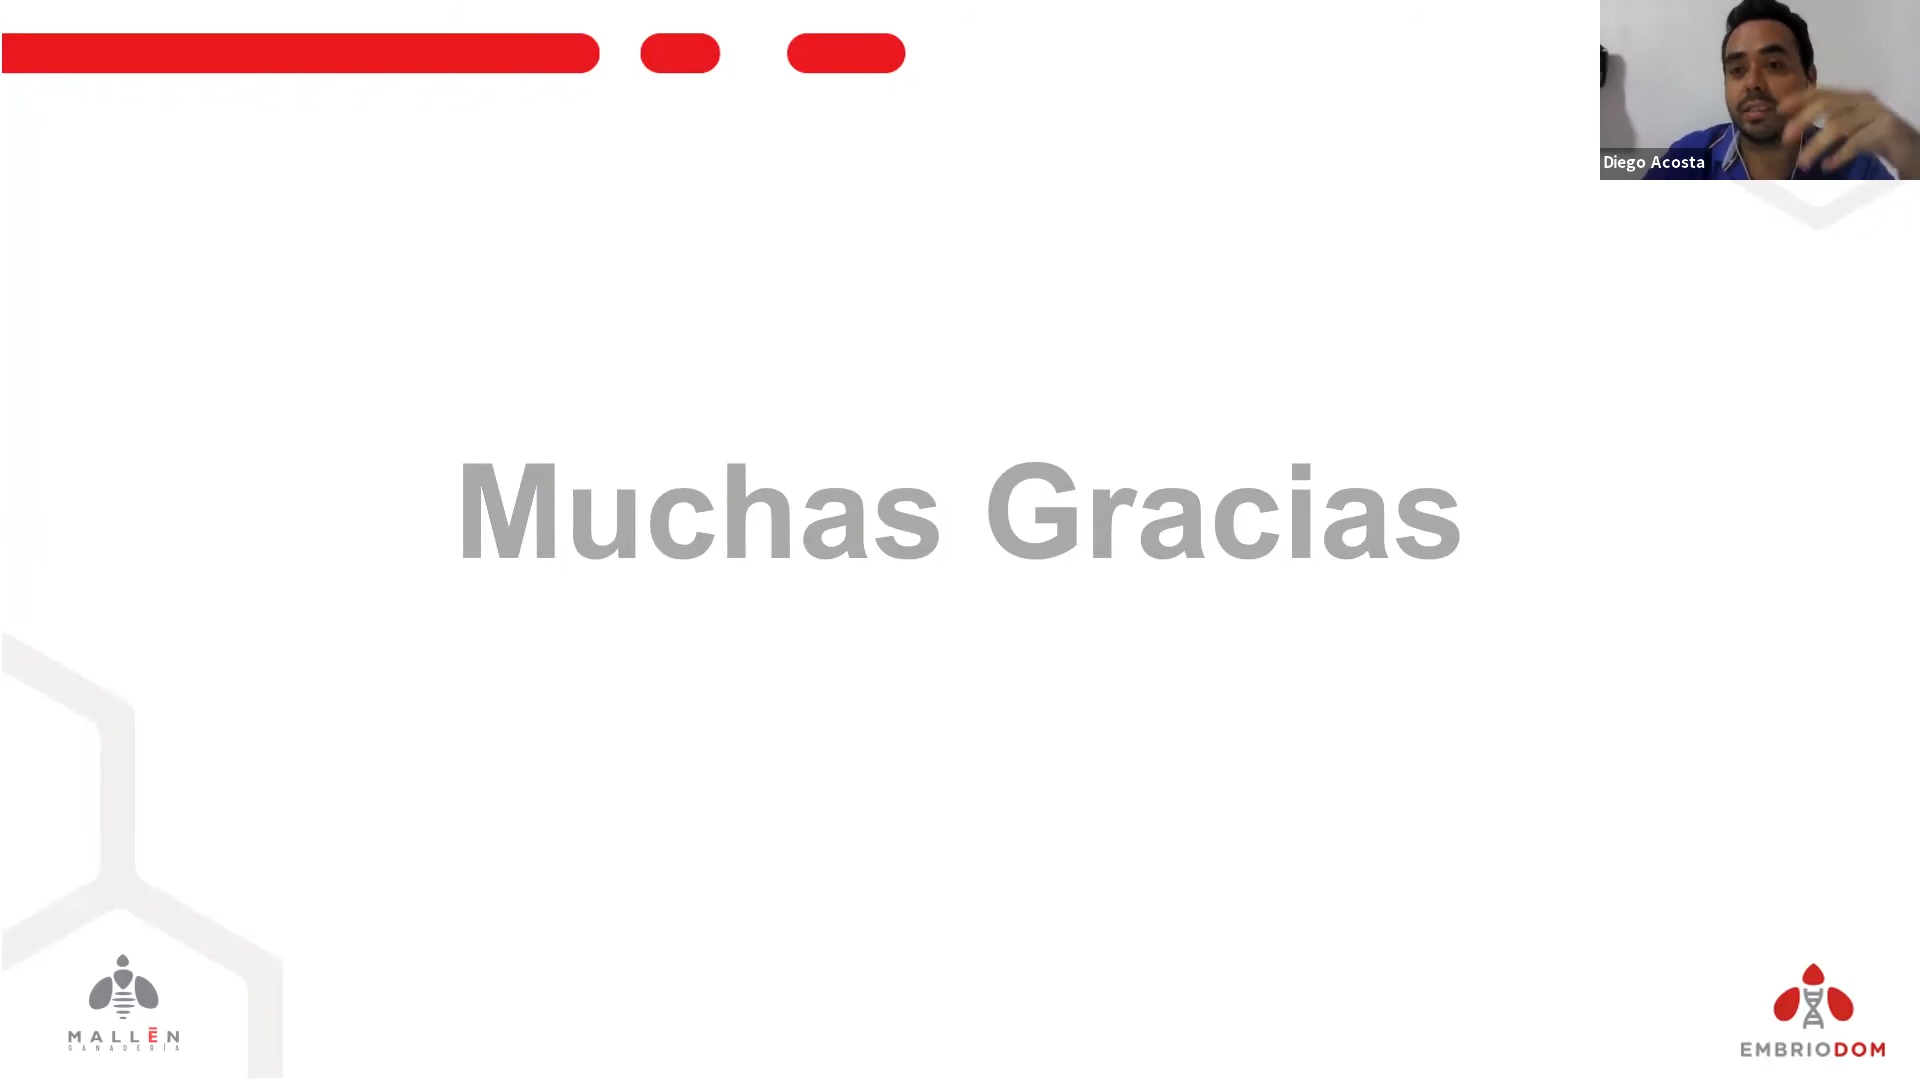 Diego Acosta
Muchas Gracias
MALLĒN
GANADERÍA
EMBRIODOM